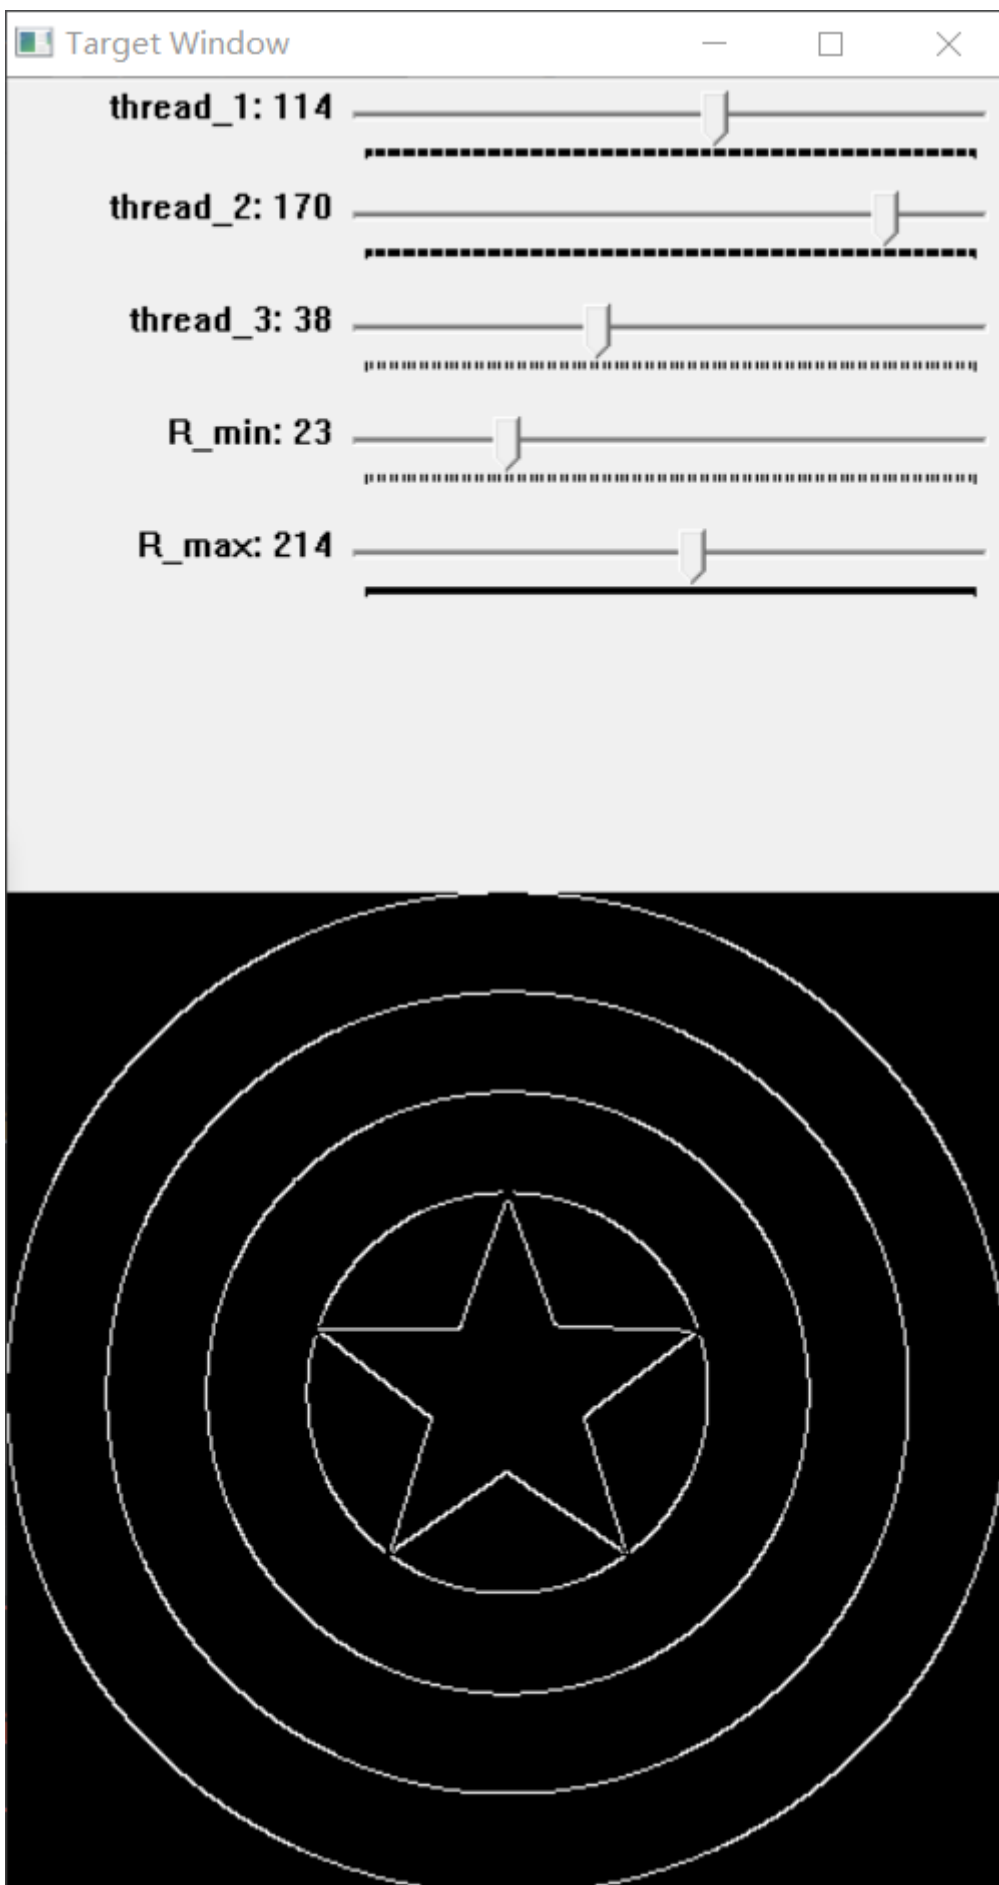 Target Window
thread_1: 114
thread_2: 170
thread_3: 38
R_min: 23
R_max: 214